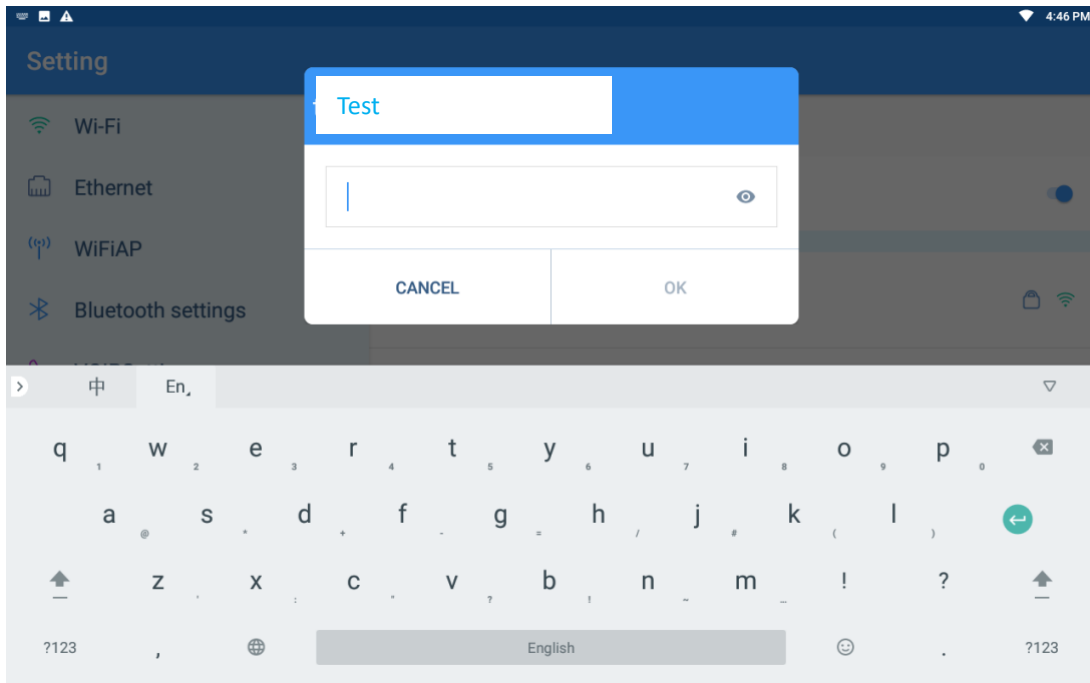 4:46 PM
Setting
Test
Wi-Fi
Ethernet
WiFiAP
Bluetooth settings
CANCEL
OK
中
En
q 1 w 2 e 3 r 4 t 5 y 6 u 7 i 8 o 9 p 0
a @ s * d + f - g = h / j # k ( l )
z ' x : c " v ? b ! n ~ m … ! ?
?123 , English . ?123